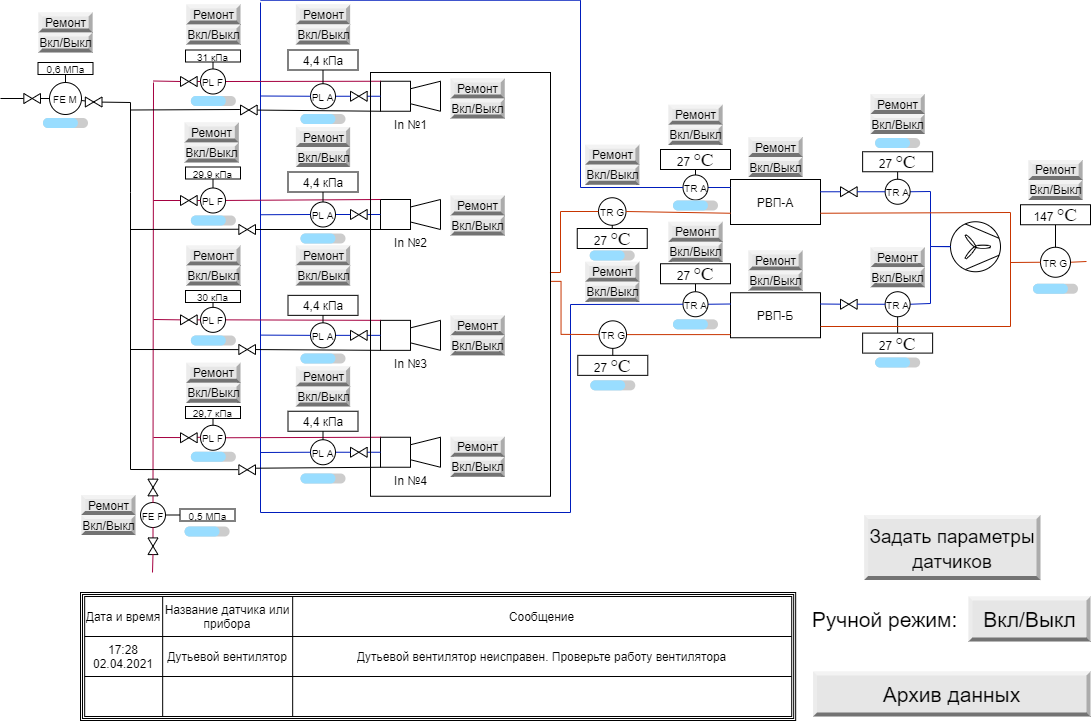 Ремонт
Вкл/Выкл
0,6 МПа
FE M
Ремонт
Вкл/Выкл
31 кПа
PL F
Ремонт
Вкл/Выкл
4,4 кПа
PL A
In №1
Ремонт
Вкл/Выкл
Ремонт
Вкл/Выкл
29,9 кПа
PL F
Ремонт
Вкл/Выкл
4,4 кПа
PL A
In №2
Ремонт
Вкл/Выкл
Ремонт
Вкл/Выкл
30 кПа
PL F
Ремонт
Вкл/Выкл
4,4 кПа
PL A
In №3
Ремонт
Вкл/Выкл
Ремонт
Вкл/Выкл
29,7 кПа
PL F
Ремонт
Вкл/Выкл
4,4 кПа
PL A
In №4
Ремонт
Вкл/Выкл
Ремонт
Вкл/Выкл
FE F
0,5 МПа
Ремонт
Вкл/Выкл
TR G
27 °C
Ремонт
Вкл/Выкл
27 °C
TR A
Ремонт
Вкл/Выкл
РВП-А
Ремонт
Вкл/Выкл
27 °C
TR A
Ремонт
Вкл/Выкл
TR G
27 °C
Ремонт
Вкл/Выкл
27 °C
TR A
Ремонт
Вкл/Выкл
РВП-Б
Ремонт
Вкл/Выкл
TR A
27 °C
Ремонт
Вкл/Выкл
147 °C
TR G
Задать параметры
датчиков
Ручной режим:
Вкл/Выкл
Архив данных
Дата и время
Название датчика или
прибора
Сообщение
17:28
02.04.2021
Дутьевой вентилятор
Дутьевой вентилятор неисправен. Проверьте работу вентилятора